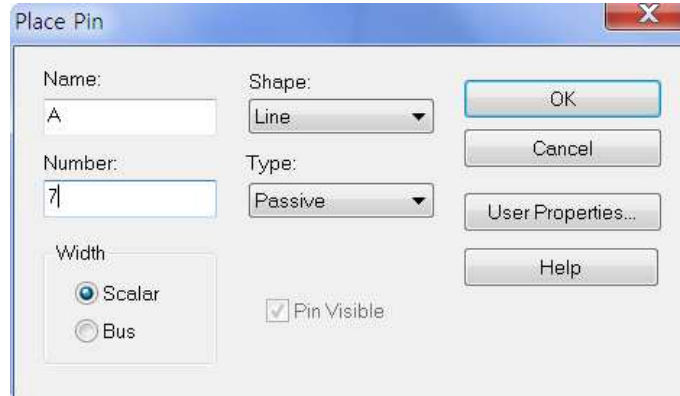 Place Pin
Name:
A
Number:
7
Shape:
Line
Type:
Passive
Width
Scalar
Bus
Pin Visible
OK
Cancel
User Properties...
Help